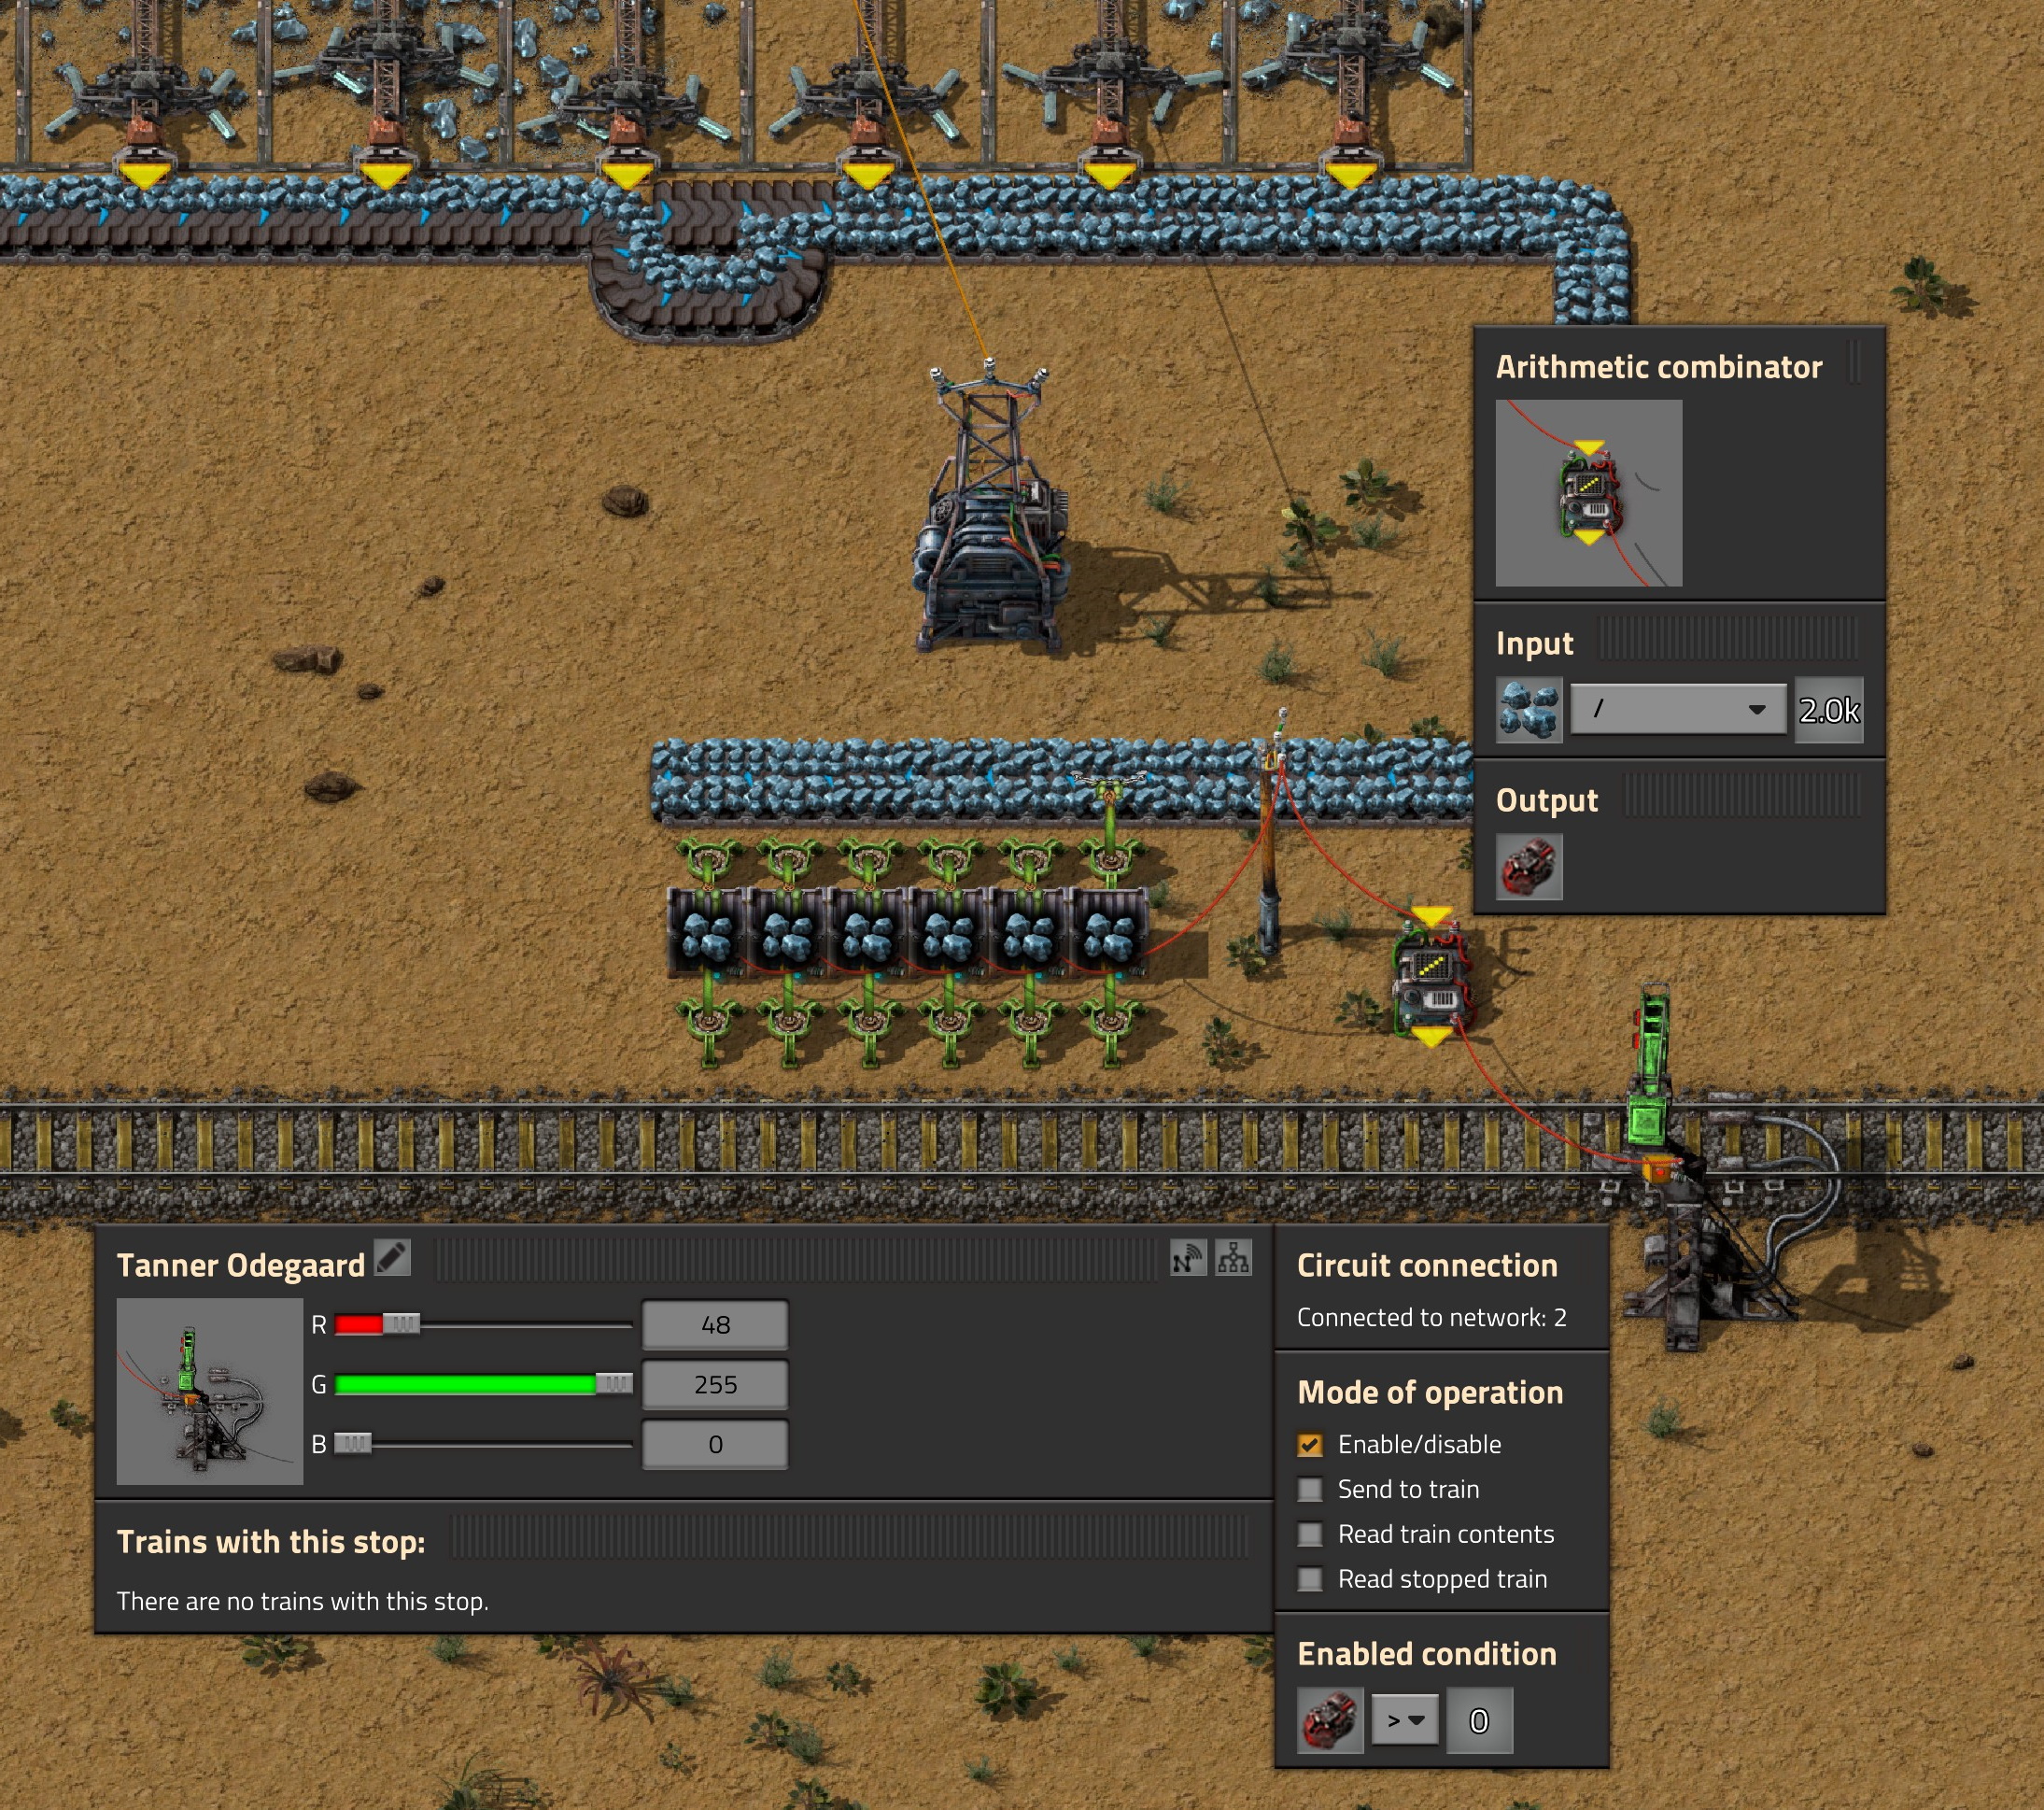 Arithmetic combinator
Input
/
2.0k
Output
Tanner Odegaard
R
48
G
255
B
0
Trains with this stop:
There are no trains with this stop.
Circuit connection
Connected to network: 2
Mode of operation
Enable/disable
Send to train
Read train contents
Read stopped train
Enabled condition
>
0